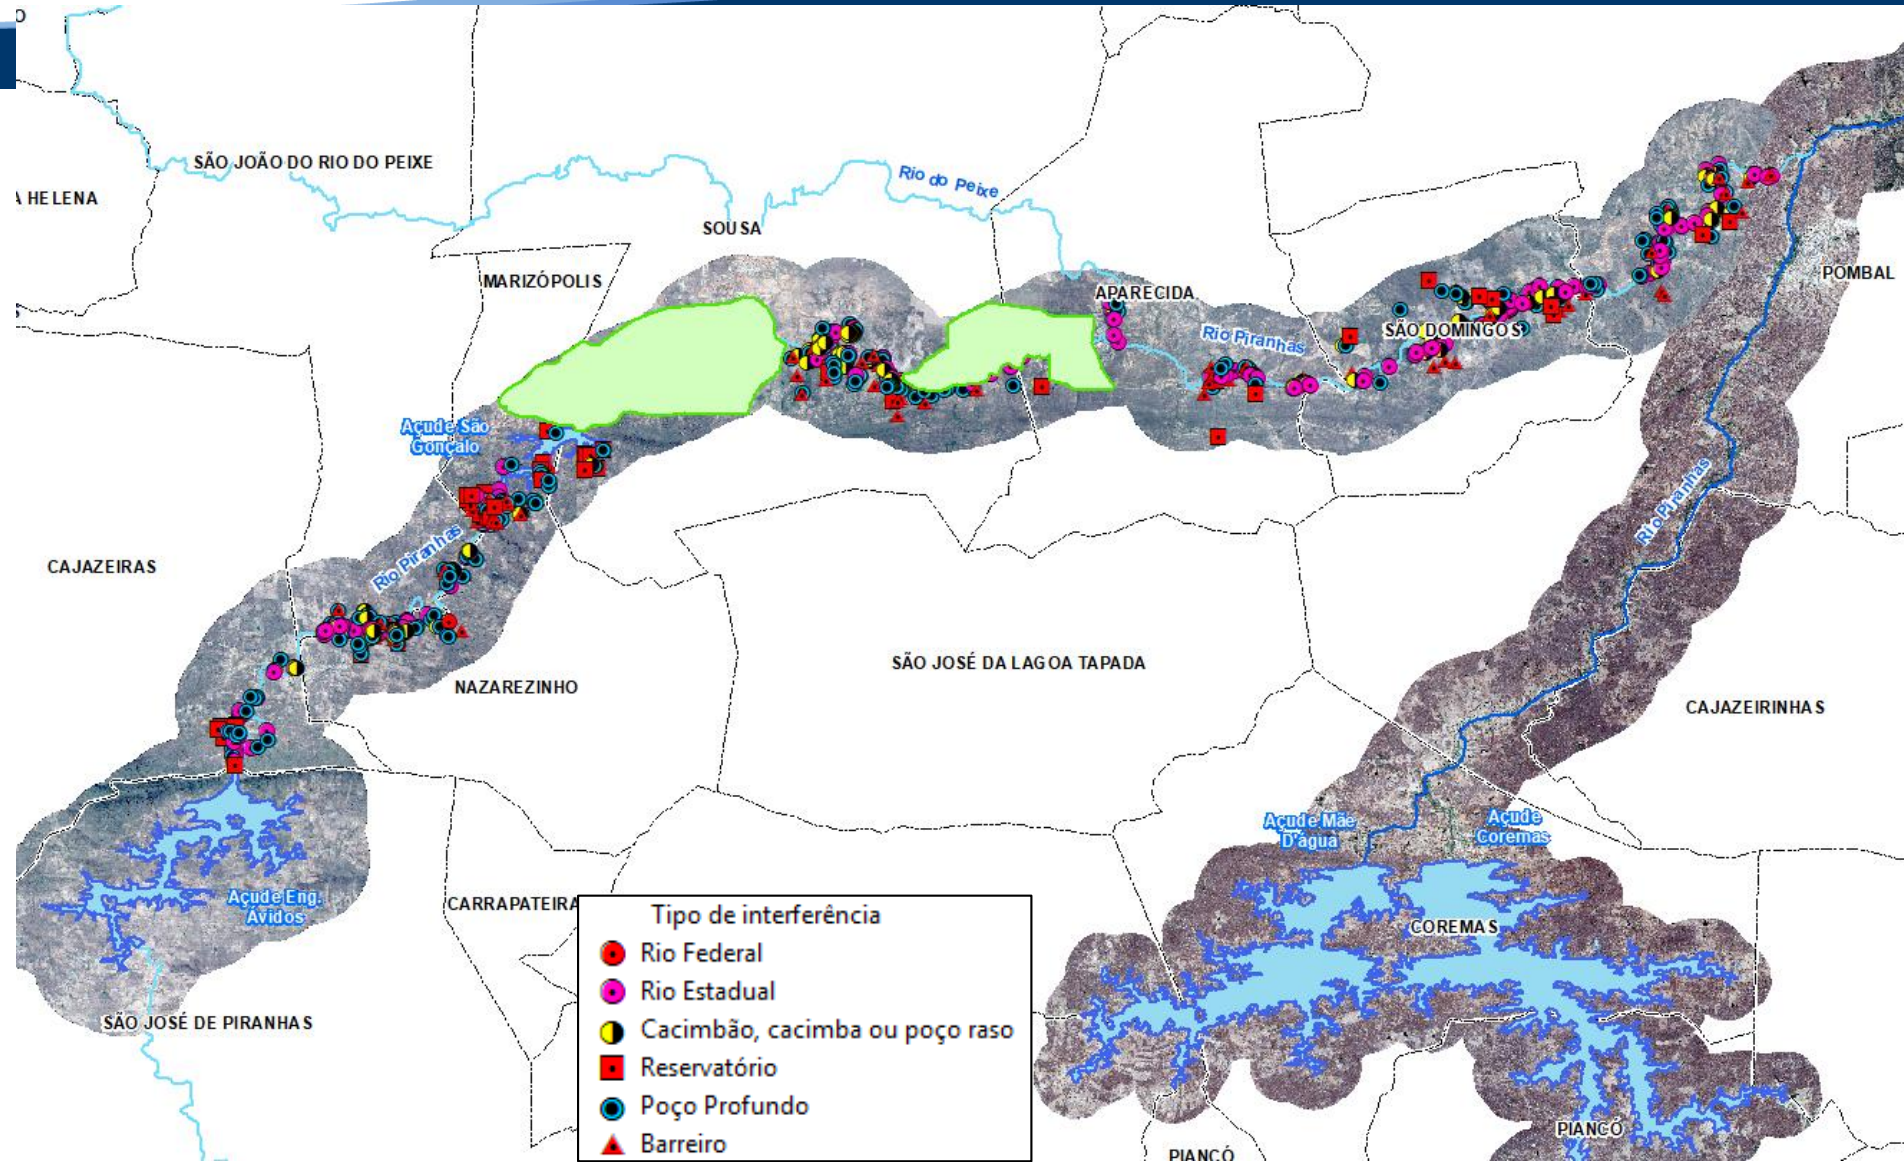 O
SÃO JOÃO DO RIO DO PEIXE
A HELENA
Rio do Peixe
SOUSA
MARIZÓPOLIS
POMBAL
APARECIDA
Rio Piranhas
SÃO DOMINGOS
Açude São
Gonçalo
Rio Piranhas
Rio Piranhas
CAJAZEIRAS
SÃO JOSÉ DA LAGOA TAPADA
NAZAREZINHO
CAJAZEIRINHAS
Açude Mãe
D'água
Açude
Coremas
Açude Eng.
Ávidos
CARRAPATEIRA
COREMAS
SÃO JOSÉ DE PIRANHAS
Tipo de interferência
Rio Federal
Rio Estadual
Cacimbão, cacimba ou poço raso
Reservatório
Poço Profundo
Barreiro
PIANCÓ
PIANCÓ